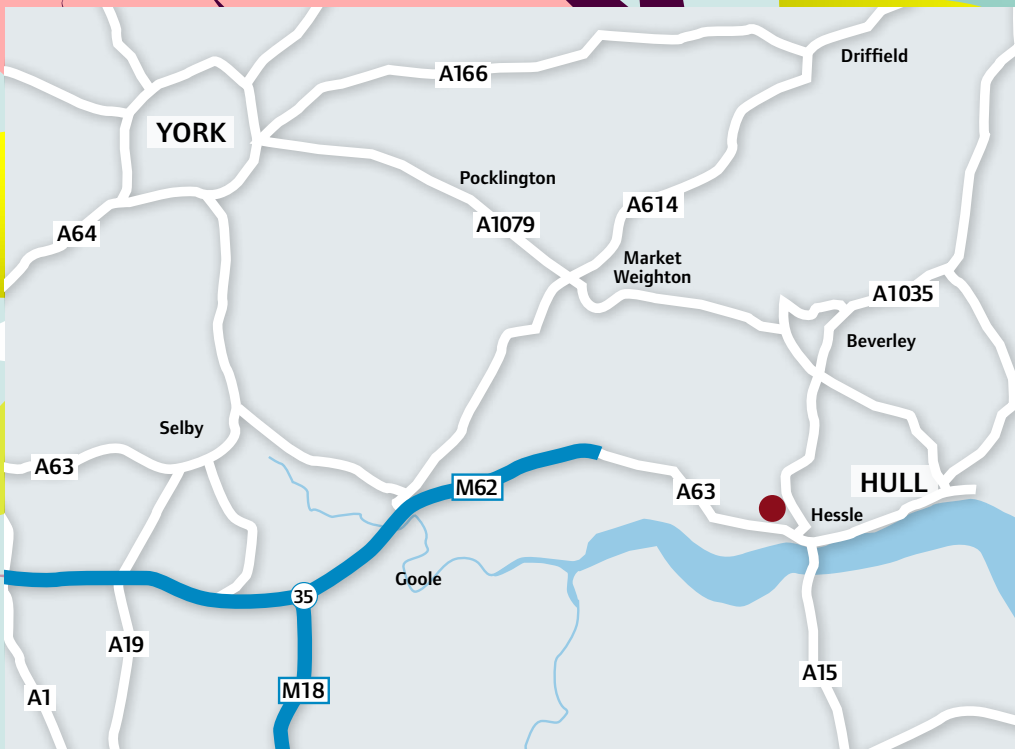 Driffield
A166
YORK
Pocklington
A614
A1079
A64
Market
Weighton
A1035
Beverley
Selby
A63
M62
A63
HULL
Hessle
Goole
35
A19
A15
M18
A1